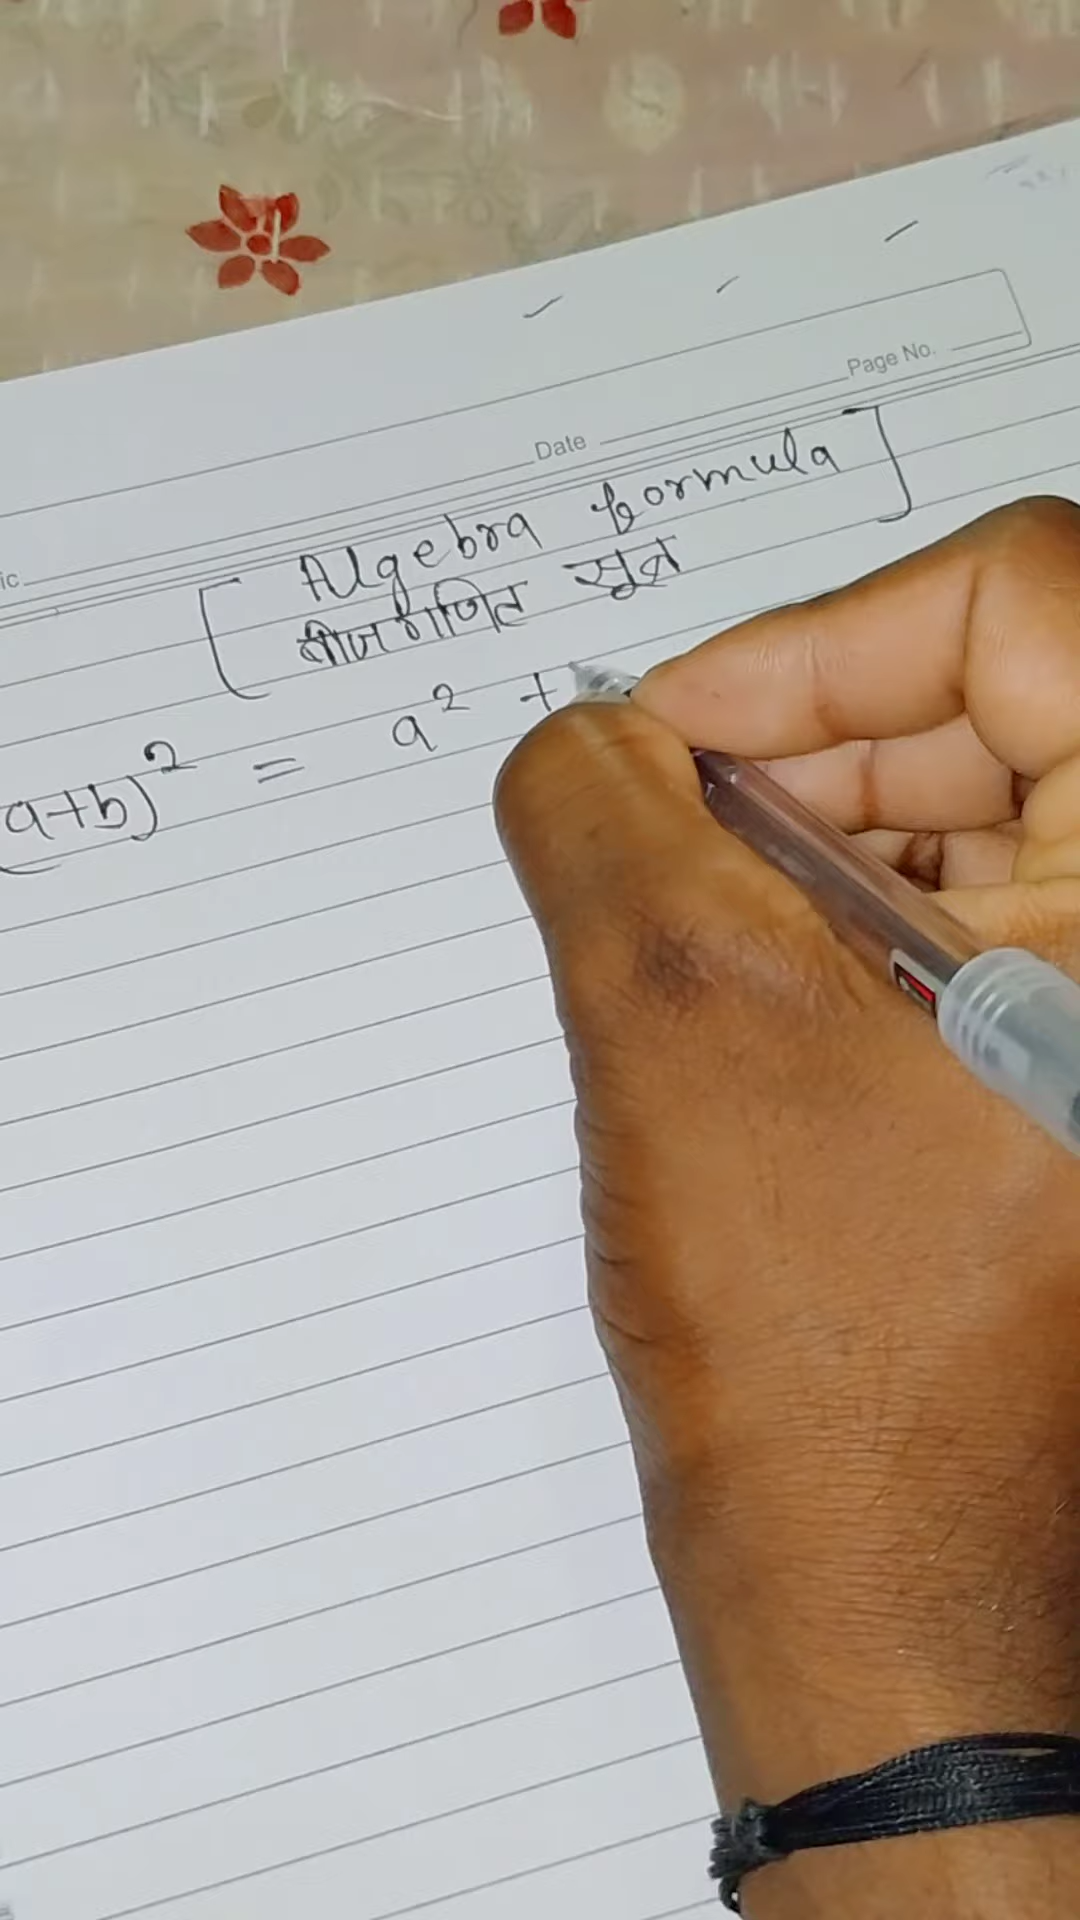 Page No.
Date
ic
[ Algebra formula ]
बीजगणित सूत्र
(a+b)² = a² +